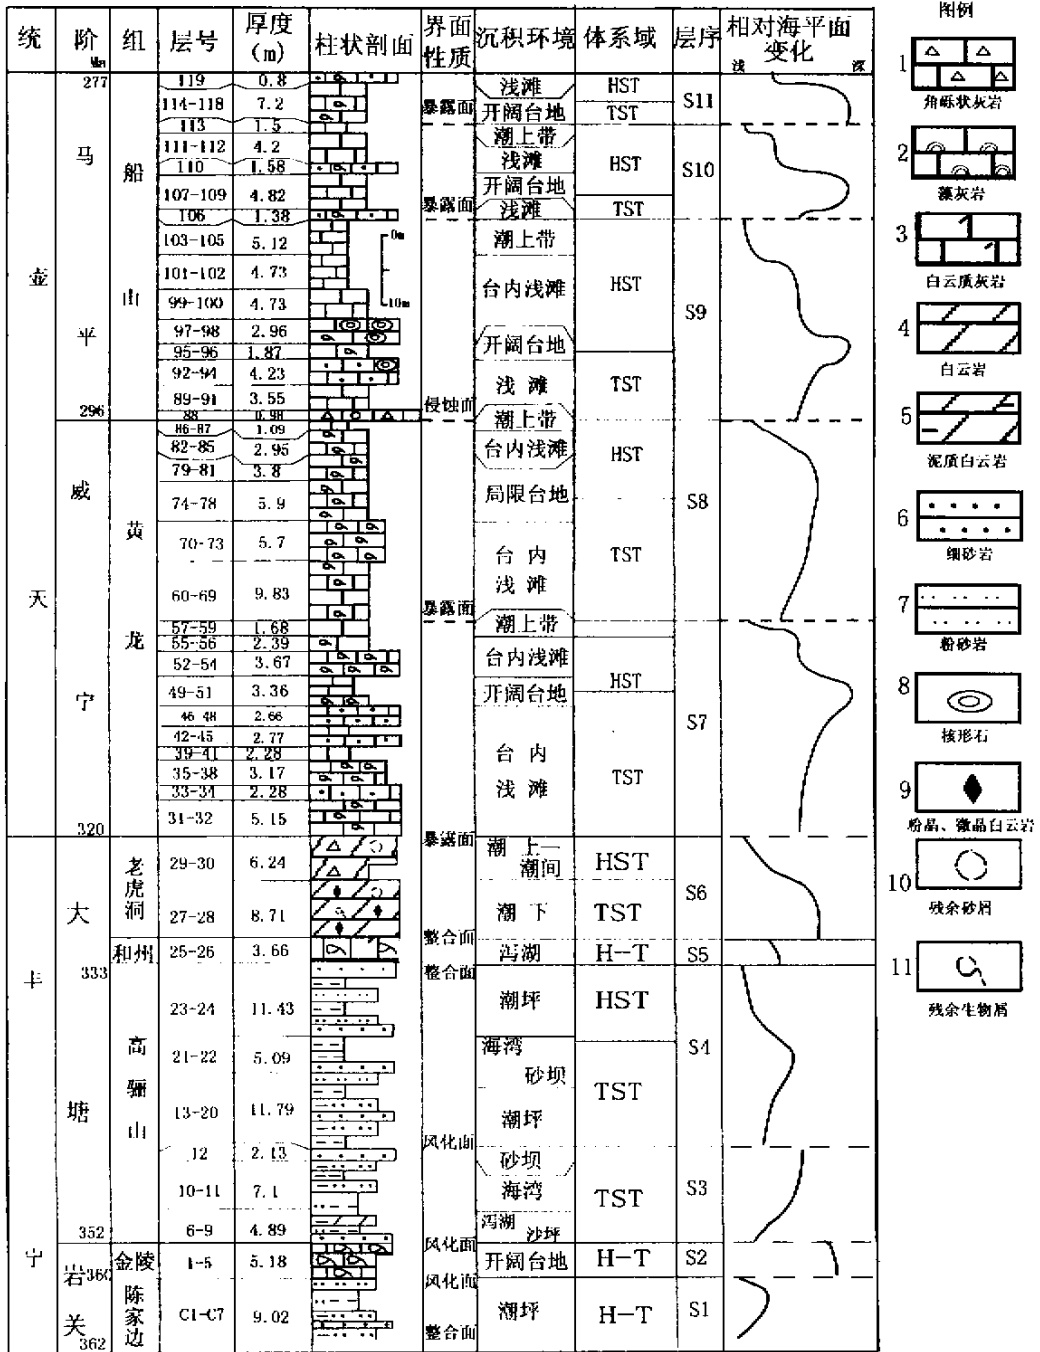 统 阶 组 层号 厚度 柱状剖面 界面 沉积环境 体系域 层序 相对海平面
Ma (m) 性质 变化
浅 深
277 119 0.8 浅滩 HST
114-118 7.2 暴露面 开阔台地 TST S11
113 1.5 潮上带
马 111-112 4.2 浅滩 HST S10
船 110 1.58
107-109 4.82 开阔台地
106 1.38 暴露面 浅滩 TST
103-105 5.12 0m 潮上带
壶 101-102 4.73 HST
山 99-100 4.73 10m 台内浅滩 S9
平 97-98 2.96
95-96 1.87 开阔台地
92-94 4.23 浅滩 TST
89-91 3.55
296 88 0.98 侵蚀面 潮上带
86-87 1.09
82-85 2.95 台内浅滩 HST
79-81 3.8
威 74-78 5.9 局限台地 S8
黄 70-73 5.7 台内 TST
天 60-69 9.83 浅滩
57-59 1.68 暴露面 潮上带
龙 55-56 2.39
52-54 3.67 台内浅滩
49-51 3.36 开阔台地 HST
宁 46-48 2.66
42-45 2.77 S7
39-41 2.28 台内
35-38 3.17 TST
33-34 2.28 浅滩
320 31-32 5.15
老虎洞 29-30 6.24 暴露面 潮上一潮间 HST
大 27-28 8.71 潮下 TST S6
和州 25-26 3.66 整合面 泻湖 H-T S5
丰 333 整合面
23-24 11.43 潮坪 HST
高 21-22 5.09 海湾 S4
骊 砂坝
塘 13-20 11.79 TST
山 潮坪
12 2.13 风化面 砂坝
10-11 7.1 海湾 TST S3
352 6-9 4.89 泻湖 沙坪
宁 金陵 1-5 5.18 风化面 开阔台地 H-T S2
岩 360
陈家边 C1-C7 9.02 风化面 潮坪 H-T S1
关 362 整合面
图例
1 角砾状灰岩
2 藻灰岩
3 白云质灰岩
4 白云岩
5 泥质白云岩
6 细砂岩
7 粉砂岩
8 核形石
9 粉晶、微晶白云岩
10 残余砂屑
11 残余生物屑